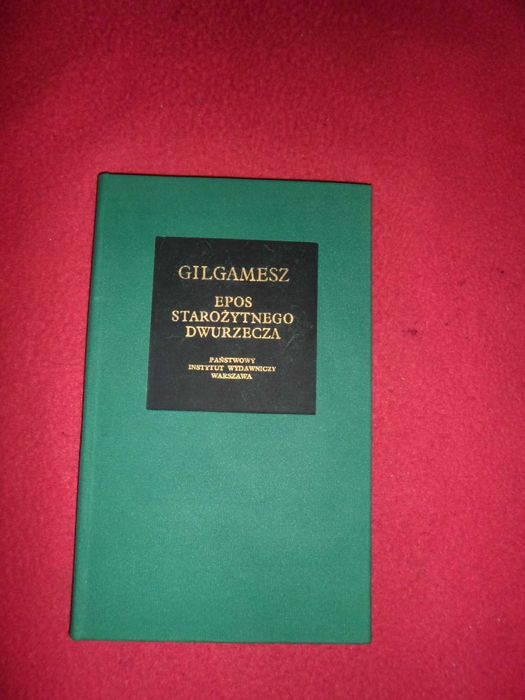 GILGAMESZ
EPOS
STAROŻYTNEGO
DWURZECZA
PAŃSTWOWY
INSTYTUT WYDAWNICZY
WARSZAWA